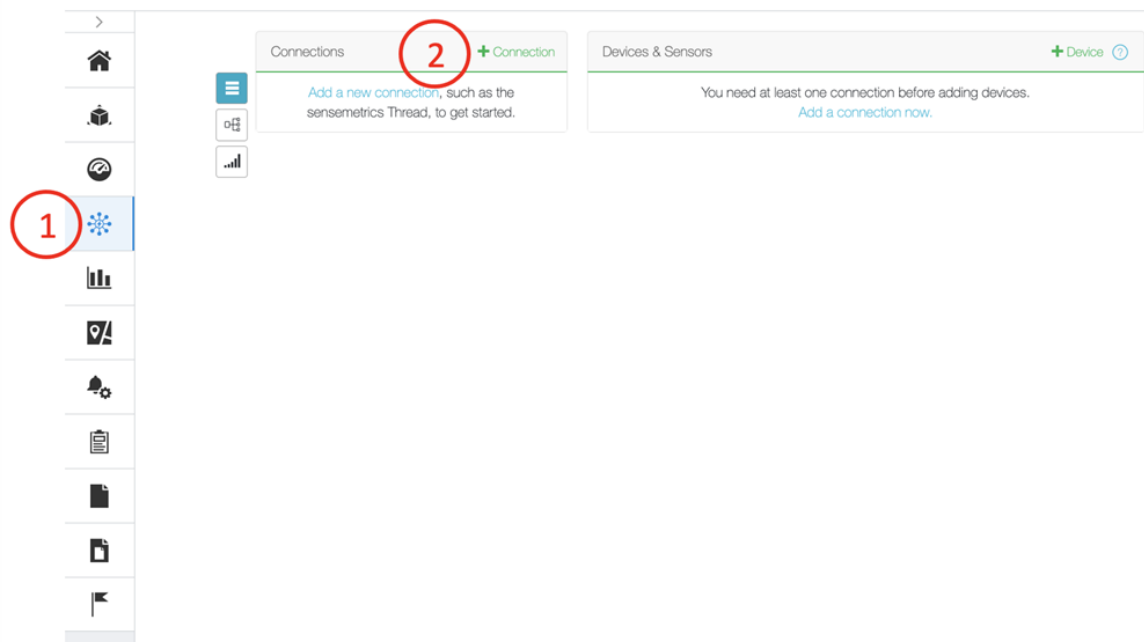 Connections
2
+ Connection
Devices & Sensors
+ Device ?
Add a new connection, such as the
sensemetrics Thread, to get started.
You need at least one connection before adding devices.
Add a connection now.
1